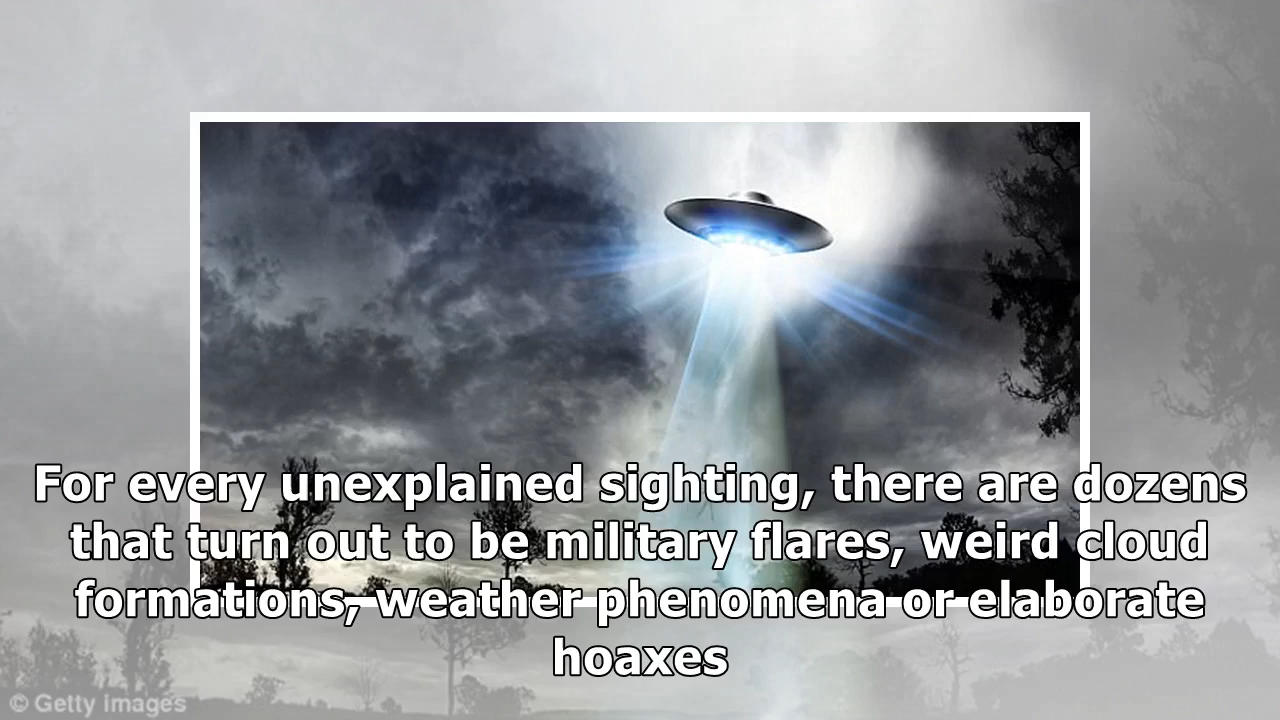 For every unexplained sighting, there are dozens
that turn out to be military flares, weird cloud
formations, weather phenomena or elaborate
hoaxes
© Getty Images